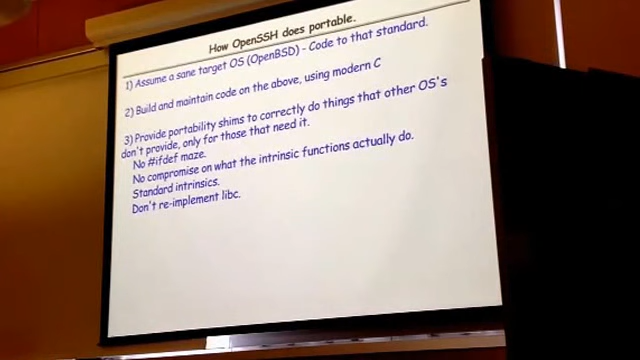 How OpenSSH does portable.
1) Assume a sane target OS (OpenBSD) - Code to that standard.
2) Build and maintain code on the above, using modern C
3) Provide portability shims to correctly do things that other OS's
don't provide, only for those that need it.
No #ifdef maze.
No compromise on what the intrinsic functions actually do.
Standard intrinsics.
Don't re-implement libc.